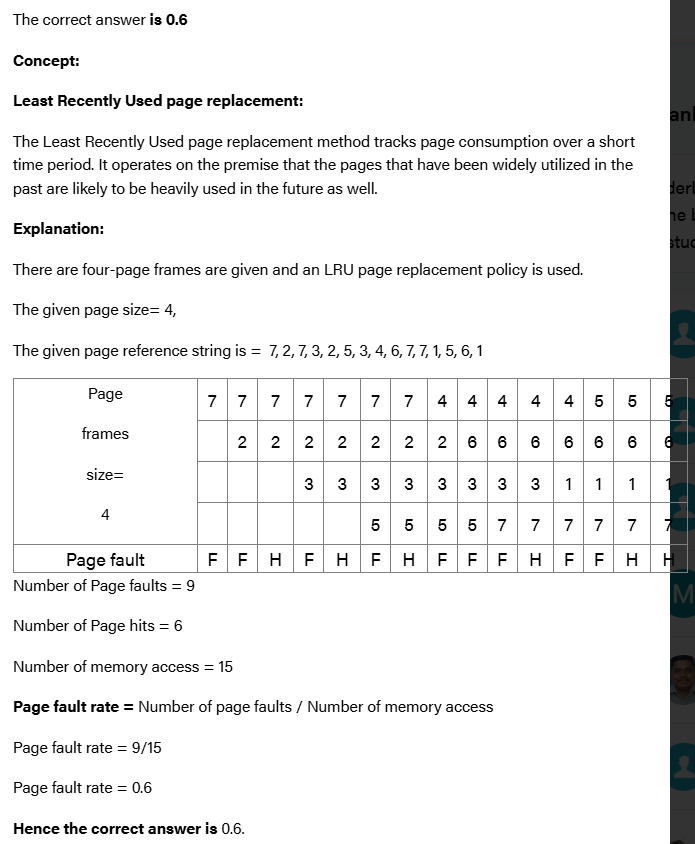 The correct answer is 0.6
Concept:
Least Recently Used page replacement:
The Least Recently Used page replacement method tracks page consumption over a short
time period. It operates on the premise that the pages that have been widely utilized in the
past are likely to be heavily used in the future as well.
Explanation:
There are four-page frames are given and an LRU page replacement policy is used.
The given page size= 4,
The given page reference string is = 7, 2, 7, 3, 2, 5, 3, 4, 6, 7, 7, 1, 5, 6, 1
Page frames size= 4
7 7 7 7 7 7 7 4 4 4 4 4 5 5 5
2 2 2 2 2 2 2 6 6 6 6 6 6 6
3 3 3 3 3 3 3 3 1 1 1 1
5 5 5 5 7 7 7 7 7 7
Page fault F F H F H F H F F F H F F H H
Number of Page faults = 9
Number of Page hits = 6
Number of memory access = 15
Page fault rate = Number of page faults / Number of memory access
Page fault rate = 9/15
Page fault rate = 0.6
Hence the correct answer is 0.6.
M